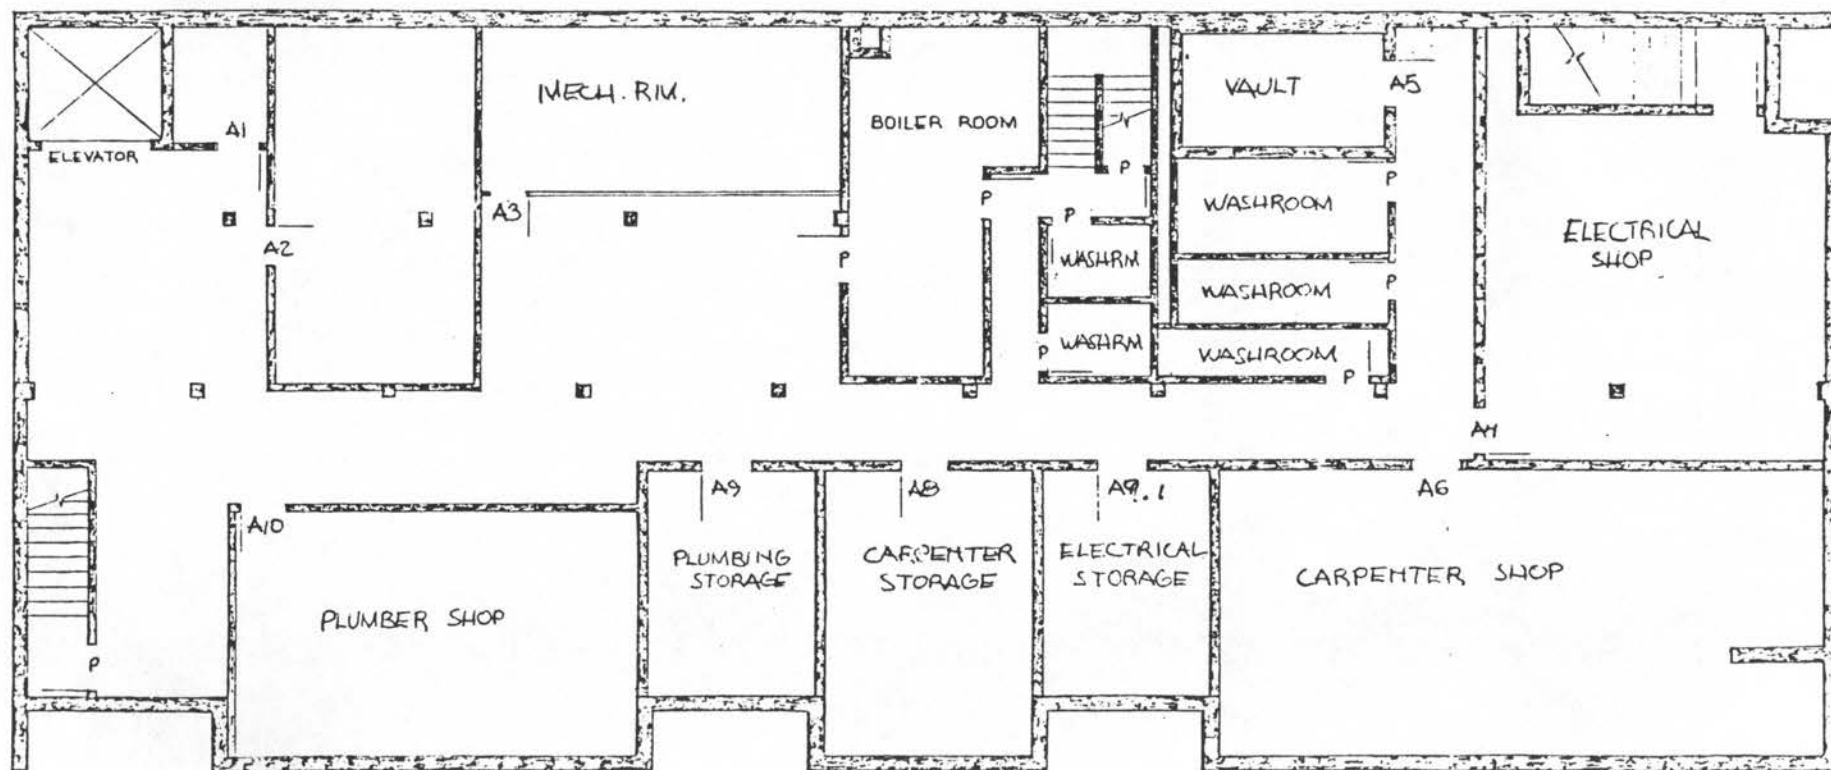 MECH. RM.
VAULT
A5
BOILER ROOM
A1
ELEVATOR
P
P
P
WASHROOM
A3
P
A2
P
ELECTRICAL
SHOP
WASHRM
WASHROOM
P
P
WASHRM
WASHROOM
P
A4
A9
A8
A6
A10
PLUMBING
STORAGE
CARPENTER
STORAGE
ELECTRICAL
STORAGE
CARPENTER SHOP
PLUMBER SHOP
P